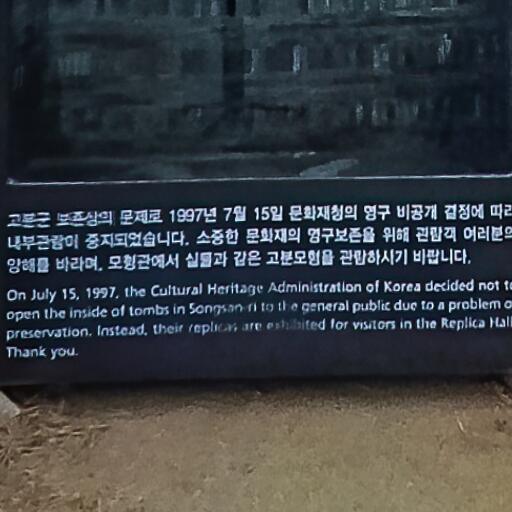 고분군 보존상의 문제로 1997년 7월 15일 문화재청의 영구 비공개 결정에 따라
내부관람이 중지되었습니다. 소중한 문화재의 영구보존을 위해 관람객 여러분의
양해를 바라며, 모형관에서 실물과 같은 고분모형을 관람하시기 바랍니다.
On July 15, 1997, the Cultural Heritage Administration of Korea decided not to
open the inside of tombs in Songsan-ri to the general public due to a problem o
preservation. Instead, their replicas are exhibited for visitors in the Replica Hall
Thank you.